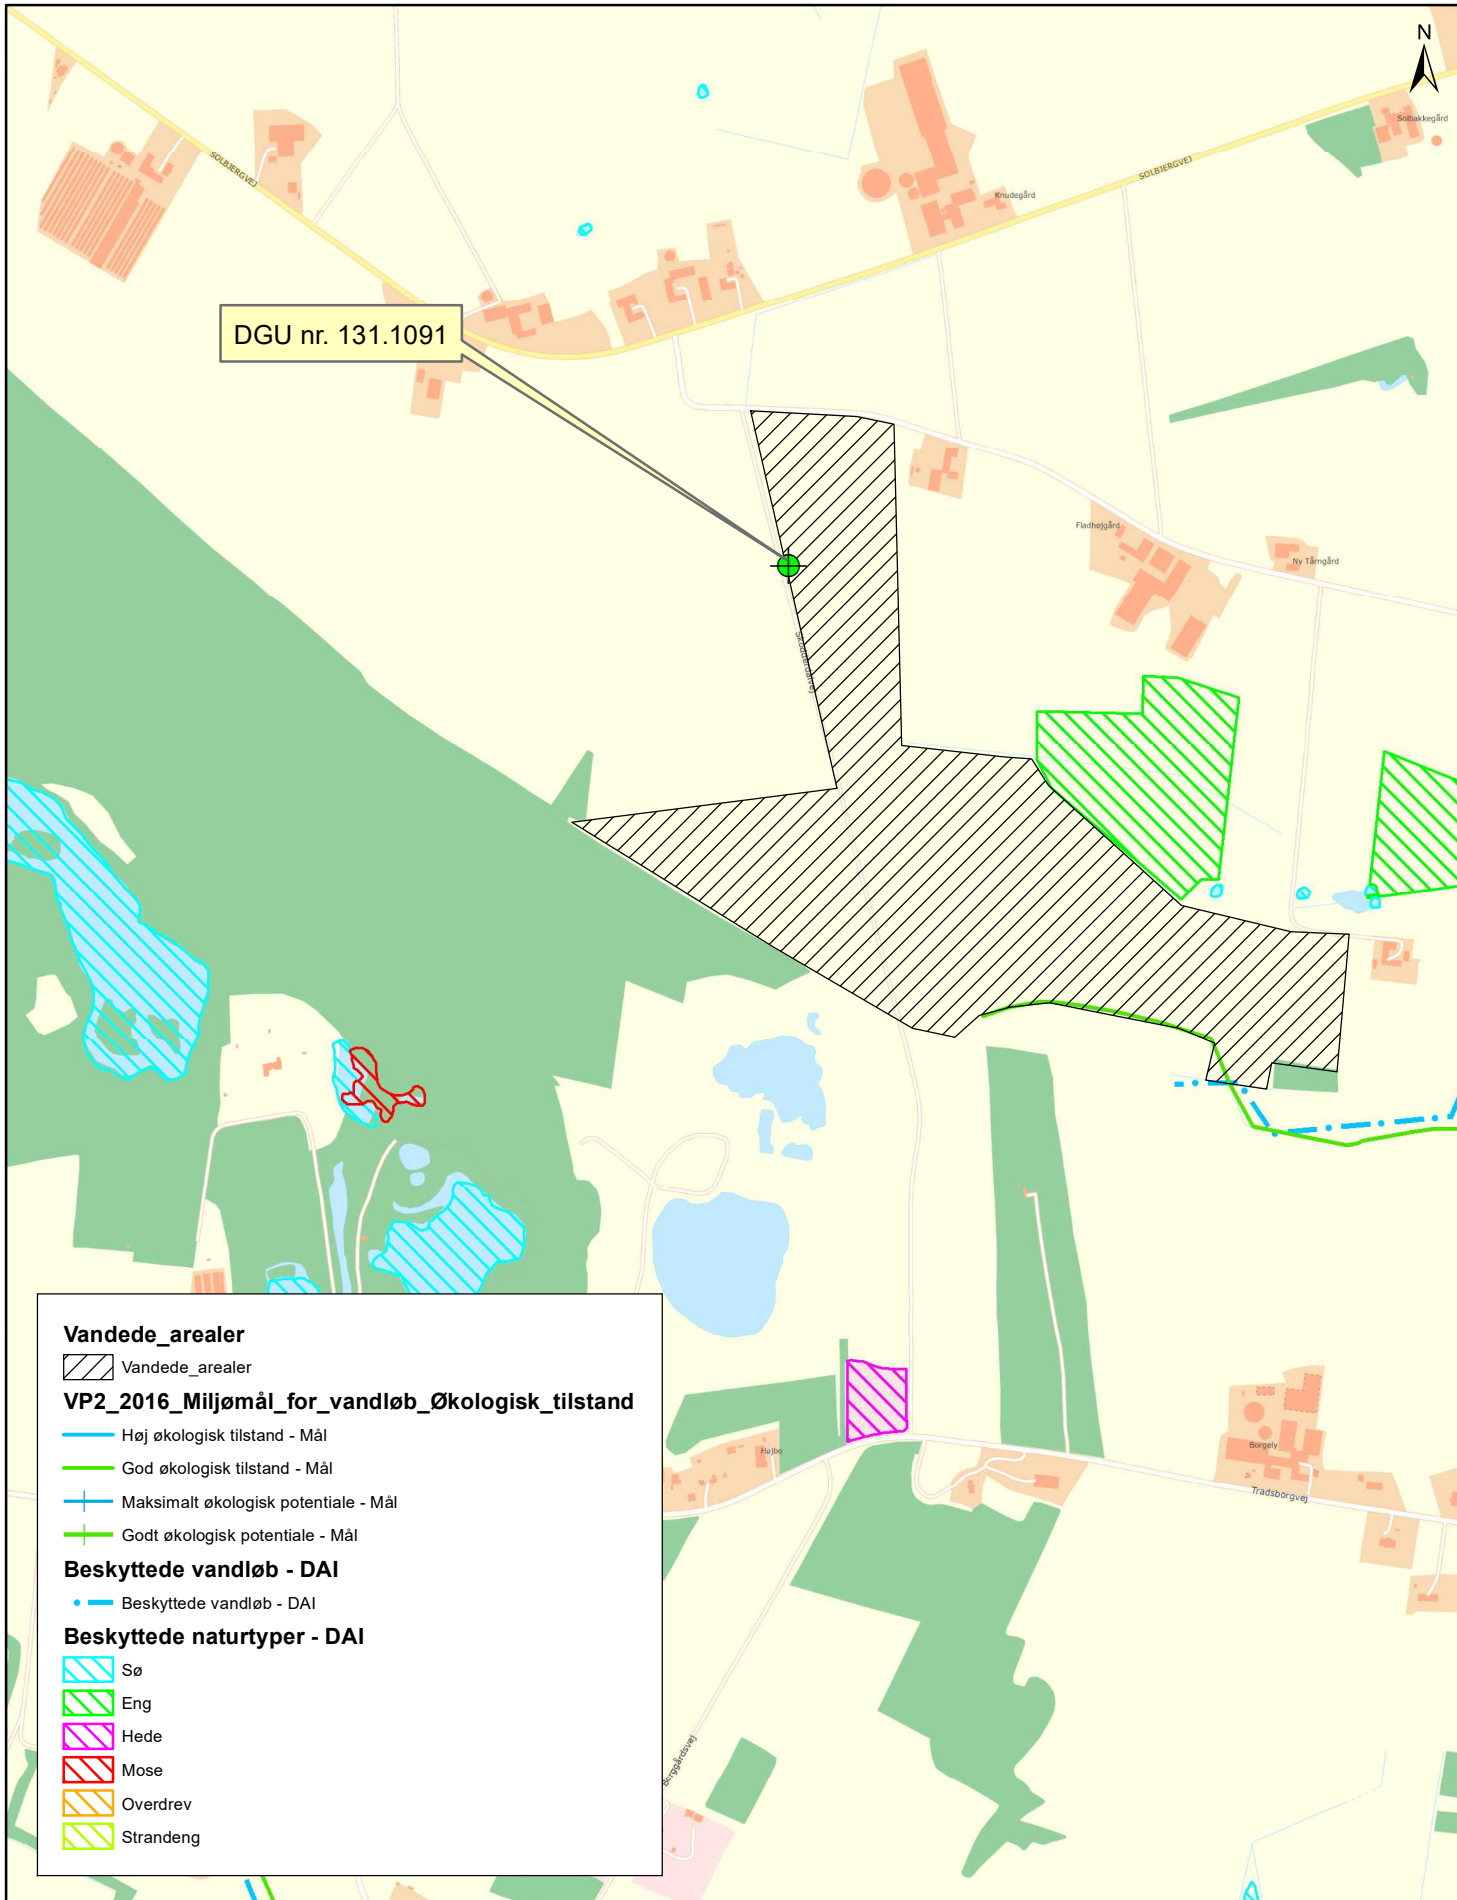 N
Solbakkegård
SOLBJERGVEJ
SOLBJERGVEJ
Knudegård
DGU nr. 131.1091
Fladhøjgård
Ny Tårngård
Skodderdalvej
Vandede_arealer
Vandede_arealer
VP2_2016_Miljømål_for_vandløb_Økologisk_tilstand
Høj økologisk tilstand - Mål
God økologisk tilstand - Mål
Maksimalt økologisk potentiale - Mål
Godt økologisk potentiale - Mål
Beskyttede vandløb - DAI
Beskyttede vandløb - DAI
Beskyttede naturtyper - DAI
Sø
Eng
Hede
Mose
Overdrev
Strandeng
Højbo
Borgely
Tradsborgvej
Borggårdsvej